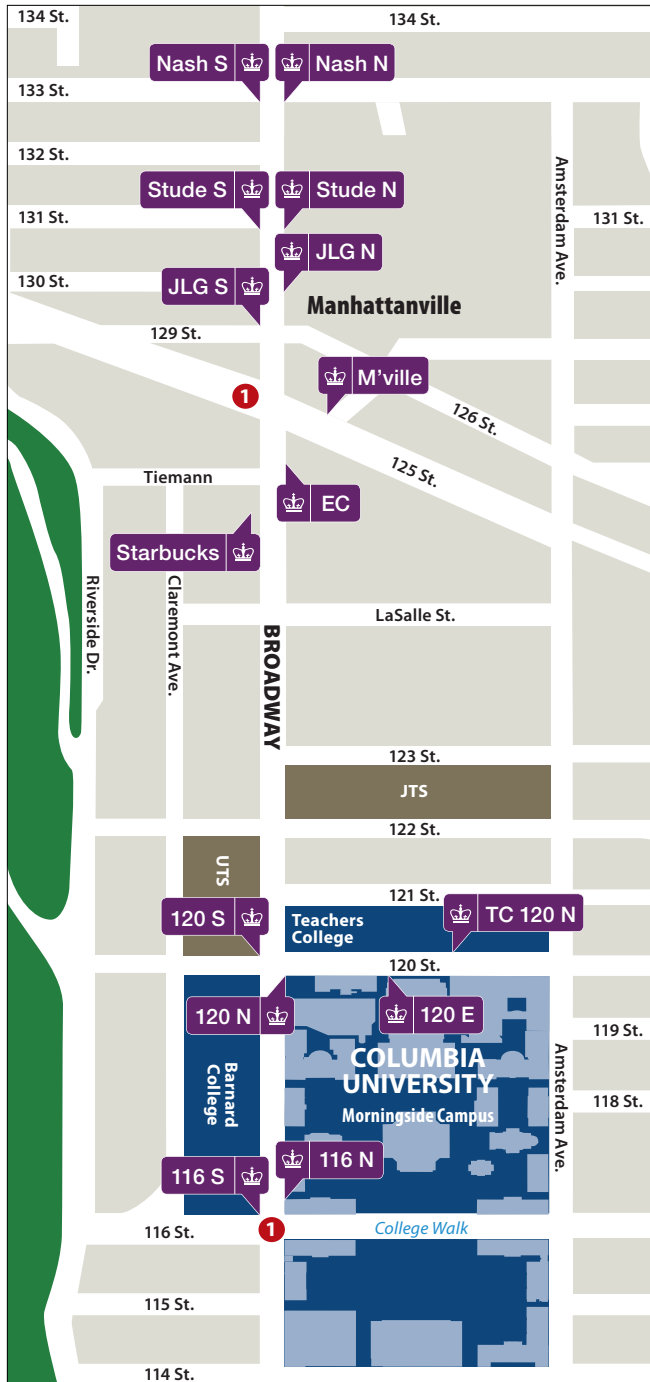 134 St.
134 St.
Nash S
Nash N
133 St.
132 St.
Stude S
Stude N
Amsterdam Ave.
131 St.
131 St.
JLG N
130 St.
JLG S
Manhattanville
129 St.
1
M'ville
126 St.
125 St.
Tiemann
EC
Starbucks
Riverside Dr.
Claremont Ave.
LaSalle St.
BROADWAY
123 St.
JTS
122 St.
UTS
121 St.
120 S
Teachers
College
TC 120 N
120 St.
120 N
120 E
119 St.
Barnard
College
COLUMBIA
UNIVERSITY
Morningside Campus
Amsterdam Ave.
118 St.
116 S
116 N
116 St.
1
College Walk
115 St.
114 St.